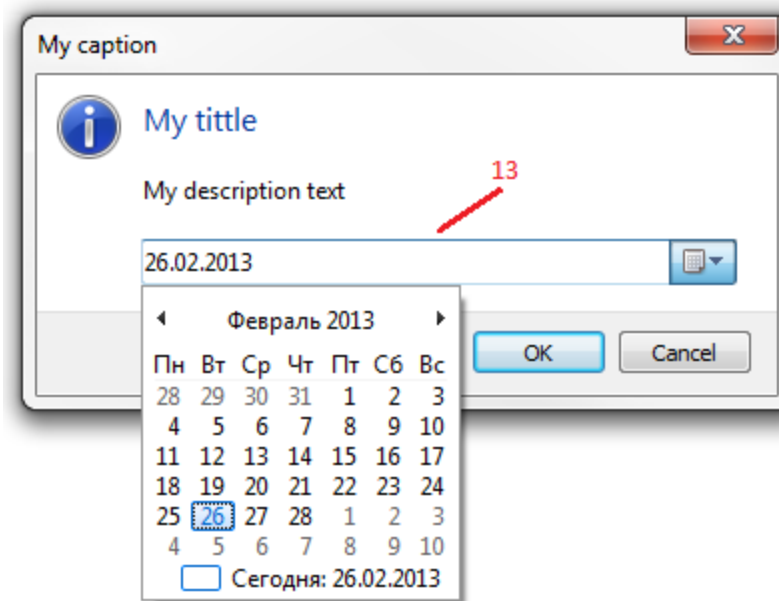 My caption
My tittle
13
My description text
26.02.2013
Февраль 2013
Пн Вт Ср Чт Пт Сб Вс
28 29 30 31 1 2 3
4 5 6 7 8 9 10
11 12 13 14 15 16 17
18 19 20 21 22 23 24
25 26 27 28 1 2 3
4 5 6 7 8 9 10
Сегодня: 26.02.2013
OK Cancel